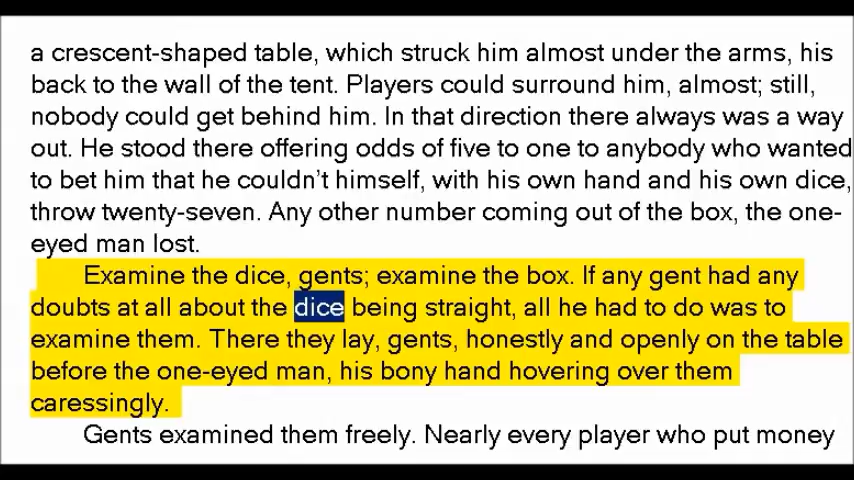 a crescent-shaped table, which struck him almost under the arms, his
back to the wall of the tent. Players could surround him, almost; still,
nobody could get behind him. In that direction there always was a way
out. He stood there offering odds of five to one to anybody who wanted
to bet him that he couldn't himself, with his own hand and his own dice,
throw twenty-seven. Any other number coming out of the box, the one-
eyed man lost.
Examine the dice, gents; examine the box. If any gent had any
doubts at all about the dice being straight, all he had to do was to
examine them. There they lay, gents, honestly and openly on the table
before the one-eyed man, his bony hand hovering over them
caressingly.
Gents examined them freely. Nearly every player who put money